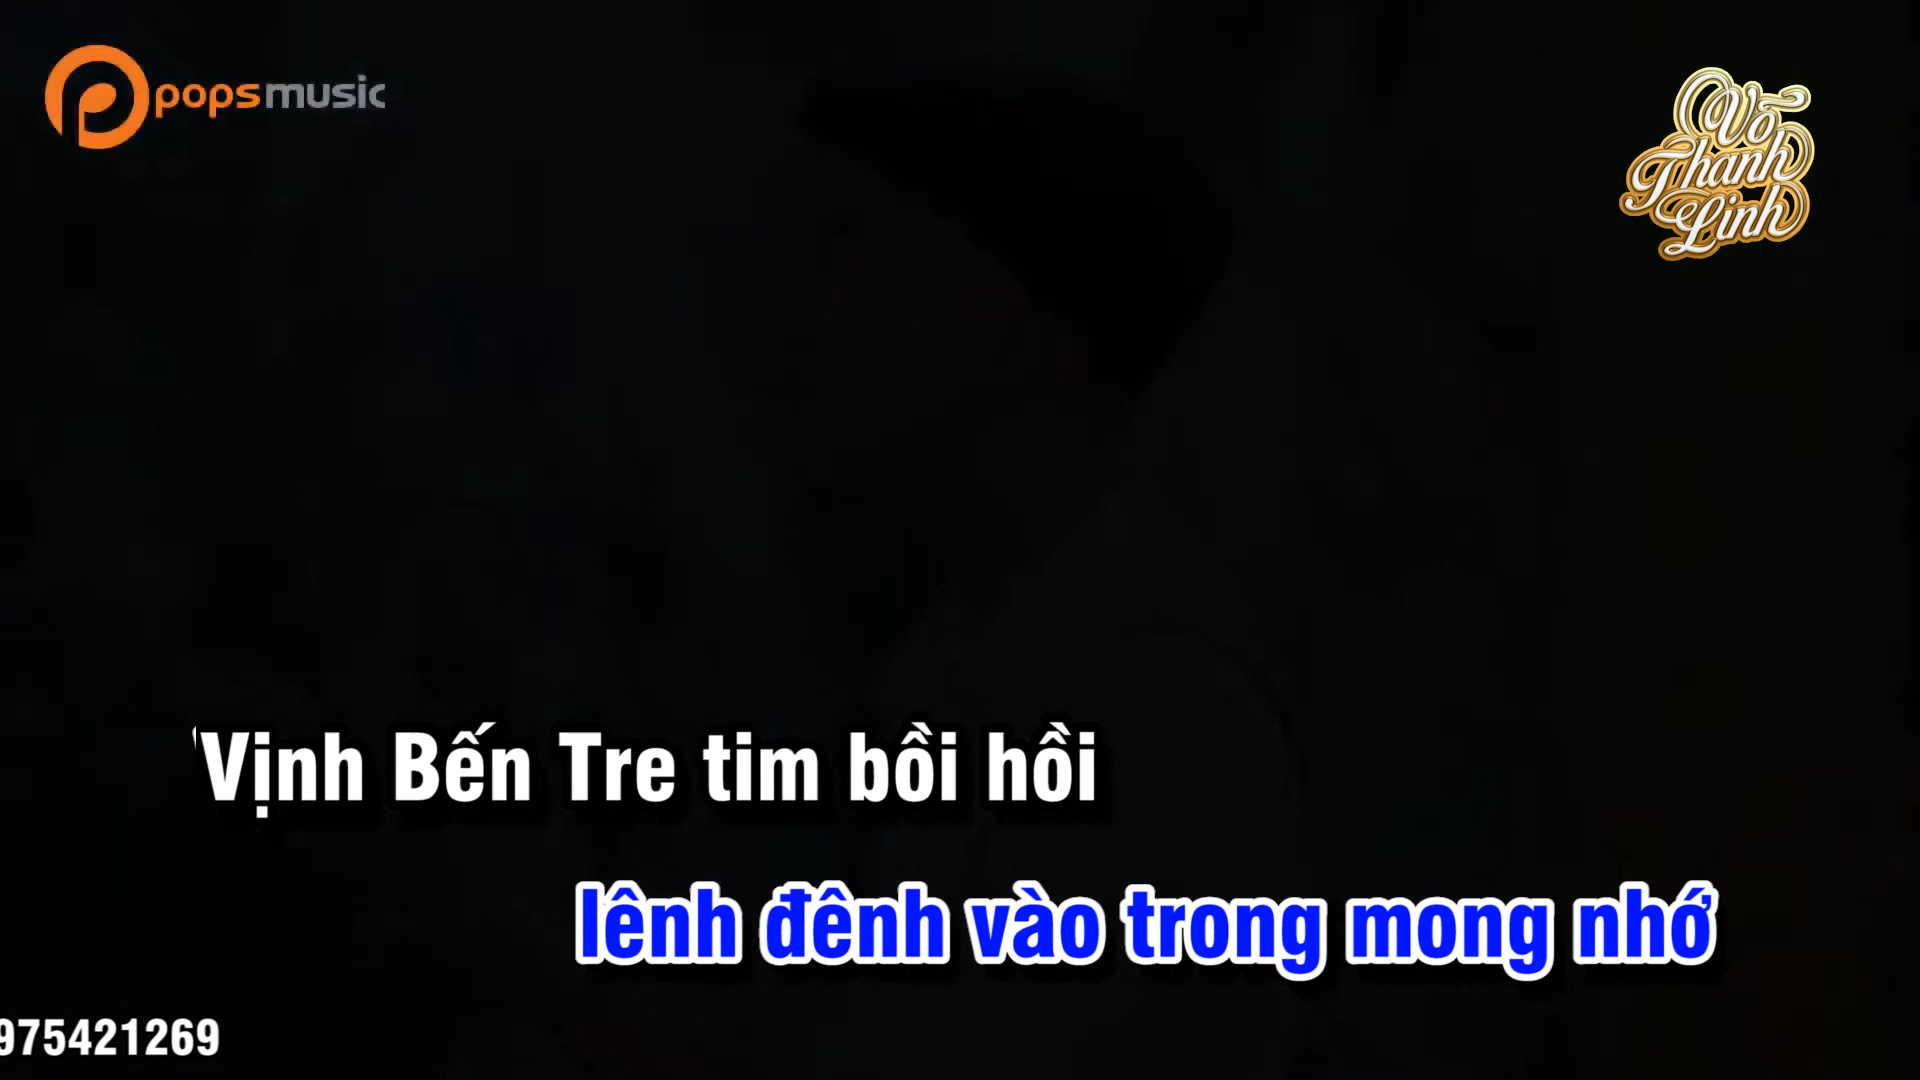 popsmusic
Võ
Thanh
Linh
Vịnh Bến Tre tim bồi hồi
lênh đênh vào trong mong nhớ
975421269